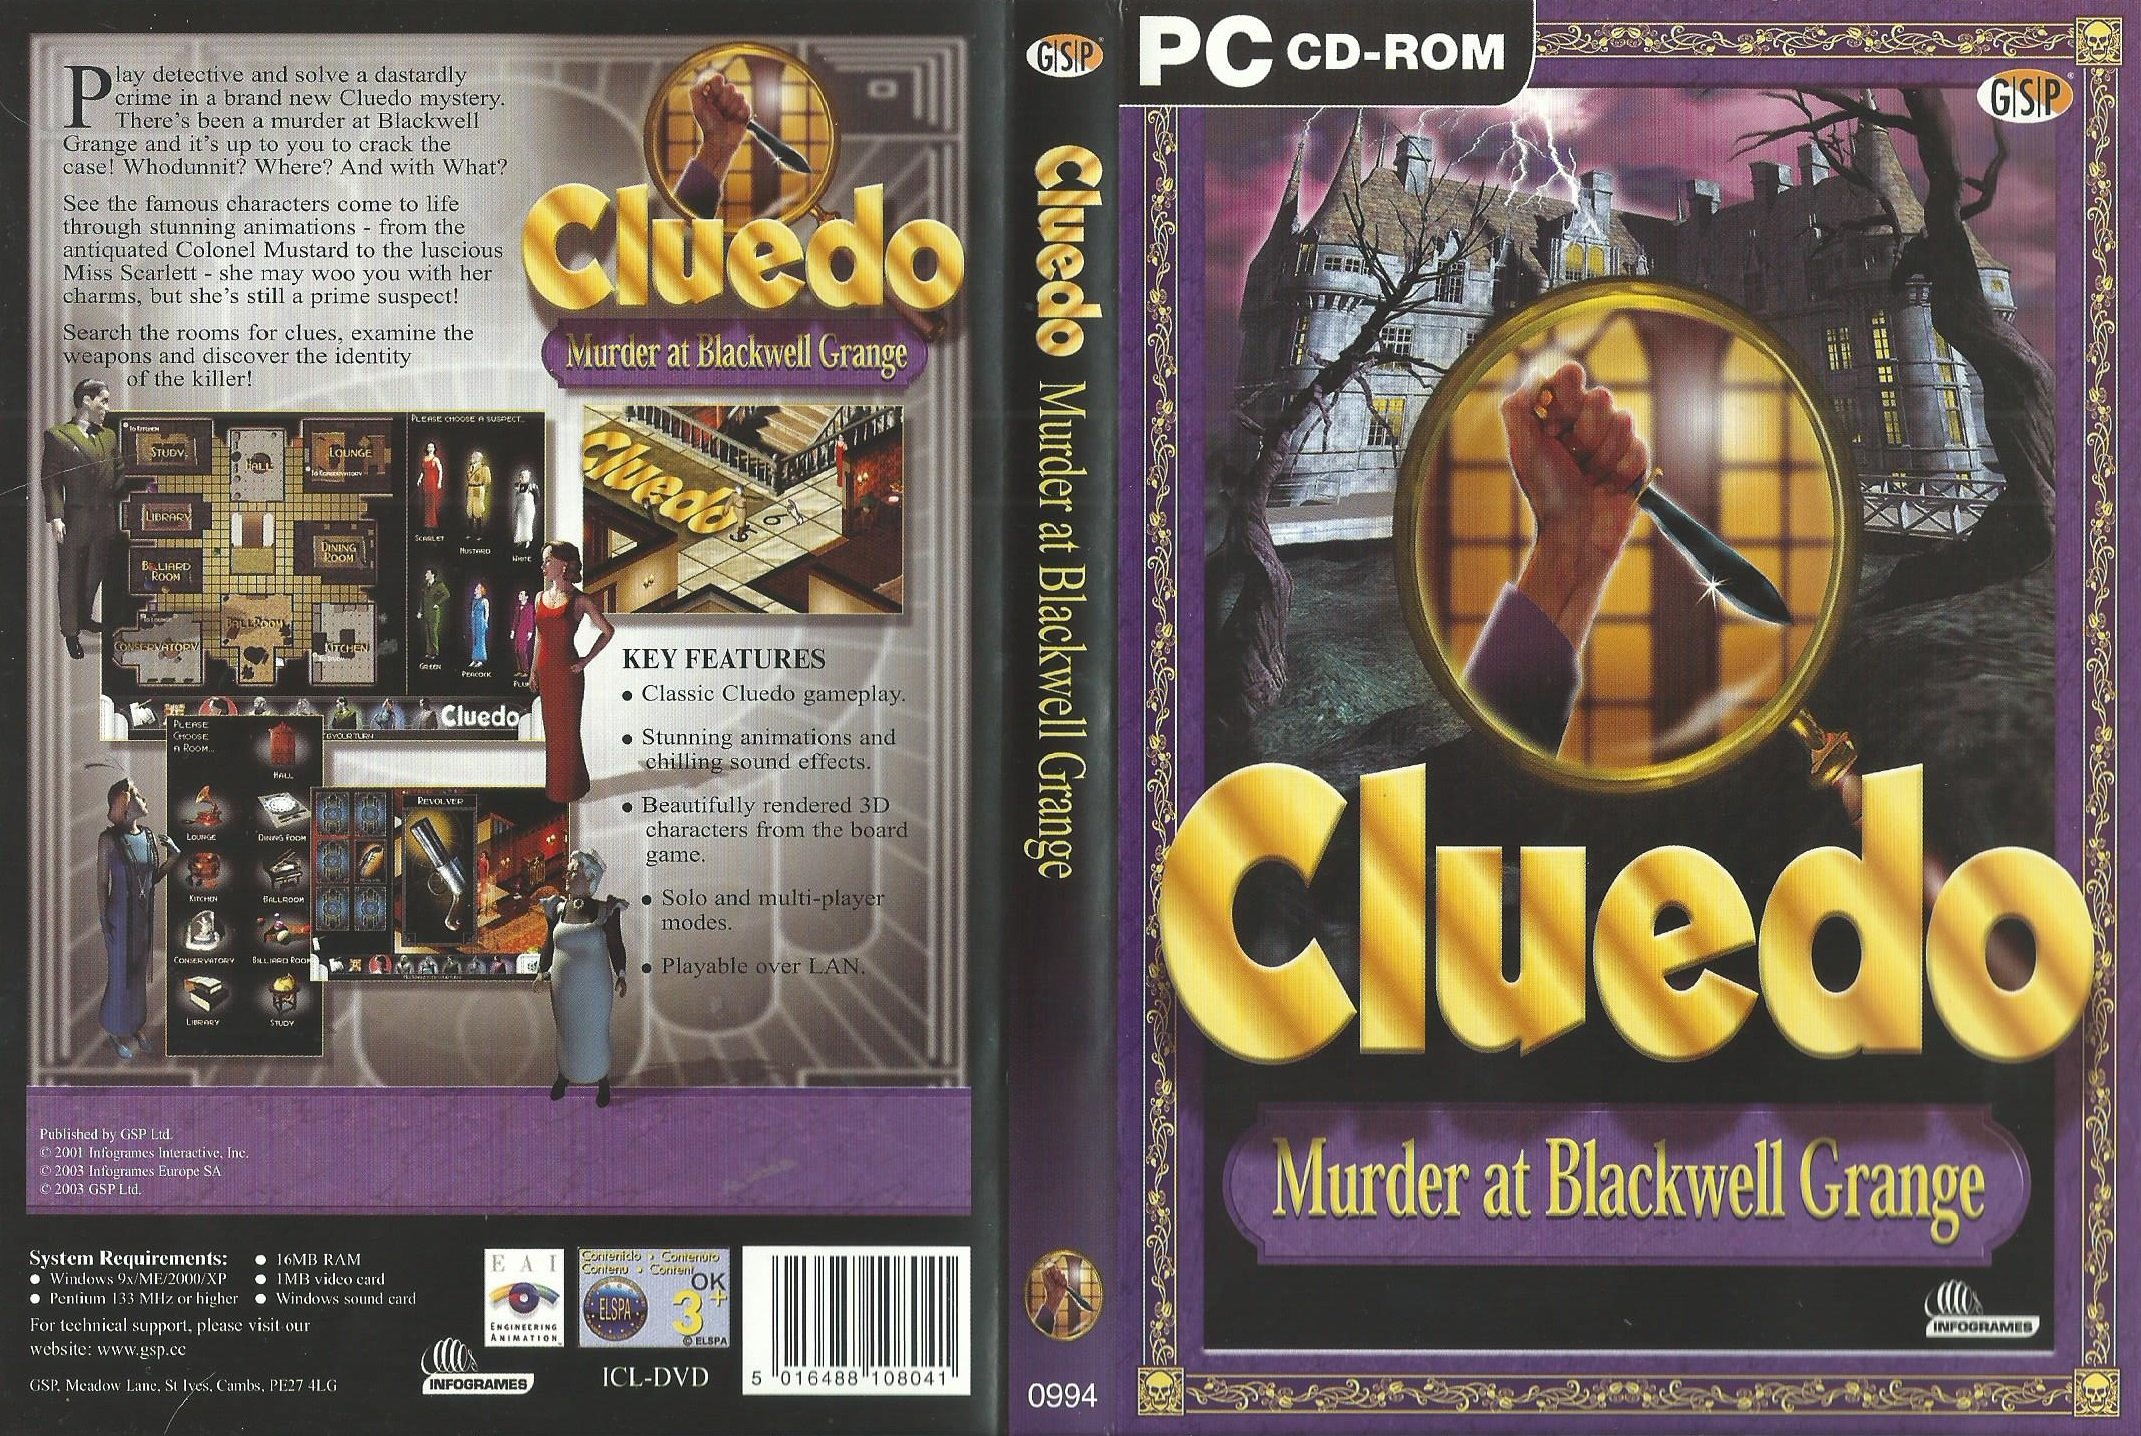 Play detective and solve a dastardly
crime in a brand new Cluedo mystery.
There's been a murder at Blackwell
Grange and it's up to you to crack the
case! Whodunnit? Where? And with What?
See the famous characters come to life
through stunning animations - from the
antiquated Colonel Mustard to the luscious
Miss Scarlett - she may woo you with her
charms, but she's still a prime suspect!
Search the rooms for clues, examine the
weapons and discover the identity
of the killer!
Cluedo
Murder at Blackwell Grange
To Kitchen
Study
Hall
Lounge
To Conservatory
Library
Billiard
Room
Dining
Room
To Lounge
Conservatory
Ballroom
Kitchen
Please choose a suspect...
Scarlet
Mustard
White
Green
Peacock
Cluedo
Cluedo
6
Please
Choose
a Room...
Hall
Lounge
Dining Room
Kitchen
Ballroom
Conservatory
Billiard Room
Library
Study
Revolver
KEY FEATURES
• Classic Cluedo gameplay.
• Stunning animations and
chilling sound effects.
• Beautifully rendered 3D
characters from the board
game.
• Solo and multi-player
modes.
• Playable over LAN.
Published by GSP Ltd.
© 2001 Infogrames Interactive, Inc.
© 2003 Infogrames Europe SA
© 2003 GSP Ltd.
System Requirements:
• Windows 9x/ME/2000/XP
• Pentium 133 MHz or higher
• 16MB RAM
• 1MB video card
• Windows sound card
For technical support, please visit our
website: www.gsp.cc
GSP, Meadow Lane, St Ives, Cambs, PE27 4LG
INFOGRAMES
EAI
ENGINEERING
ANIMATION
Contenido • Contenuto
Contenu • Content
ELSPA
OK
3+
© ELSPA
ICL-DVD
5 016488 108041
GSP
Cluedo Murder at Blackwell Grange
0994
PC CD-ROM
GSP
Cluedo
Murder at Blackwell Grange
INFOGRAMES